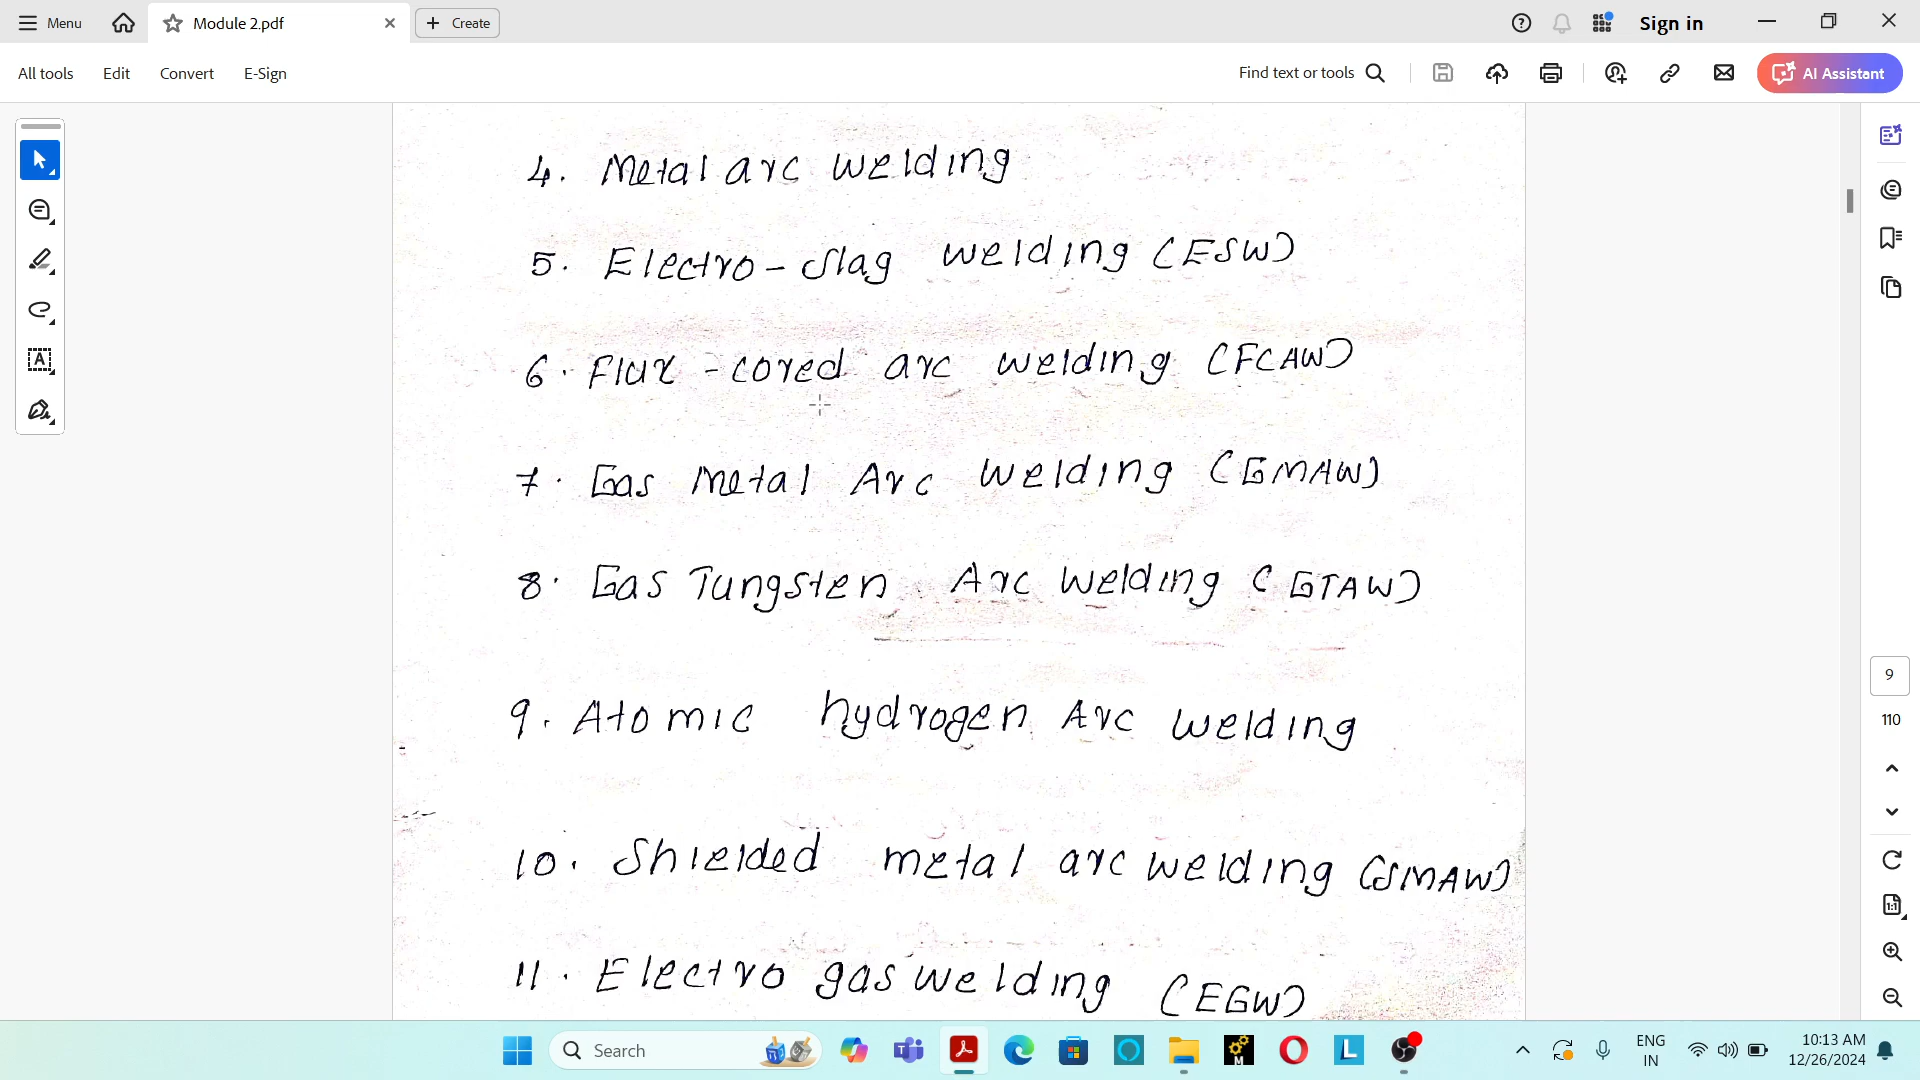 Menu
Module 2.pdf
Create
Sign in
All tools
Edit
Convert
E-Sign
Find text or tools
AI Assistant
4. Metal arc welding
5. Electro-slag welding (ESW)
6. Flux-cored arc welding (FCAW)
7. Gas Metal Arc welding (GMAW)
8. Gas Tungsten Arc welding (GTAW)
9. Atomic hydrogen Arc welding
10. Shielded metal arc welding (SMAW)
11. Electro gas welding (EGW)
9
110
Search
ENG
IN
10:13 AM
12/26/2024